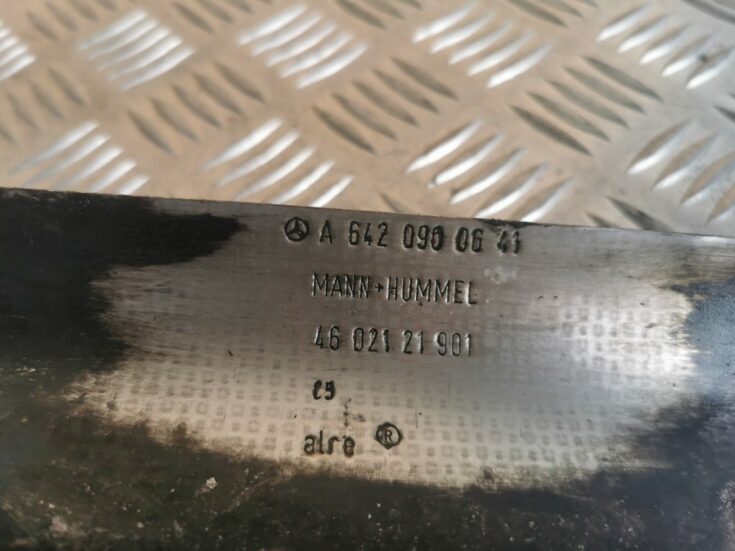 A 642 090 06 41
MANN+HUMMEL
46 021 21 901
alre ®